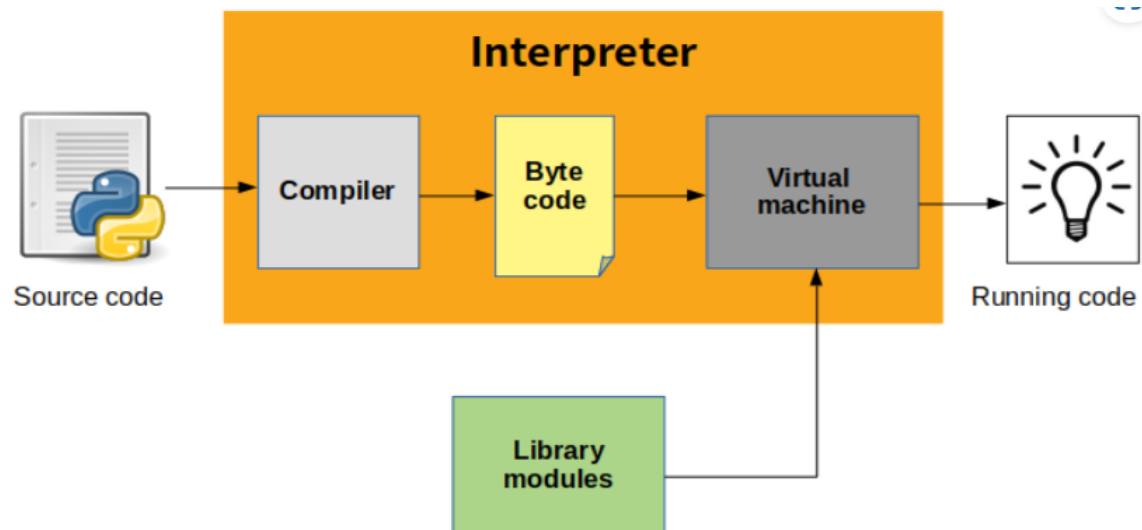 Interpreter
Source code
Compiler
Byte
code
Virtual
machine
Running code
Library
modules